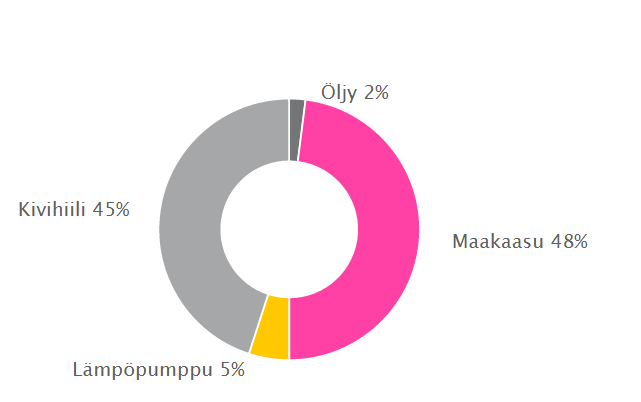 Öljy 2%
Kivihiili 45%
Maakaasu 48%
Lämpöpumppu 5%